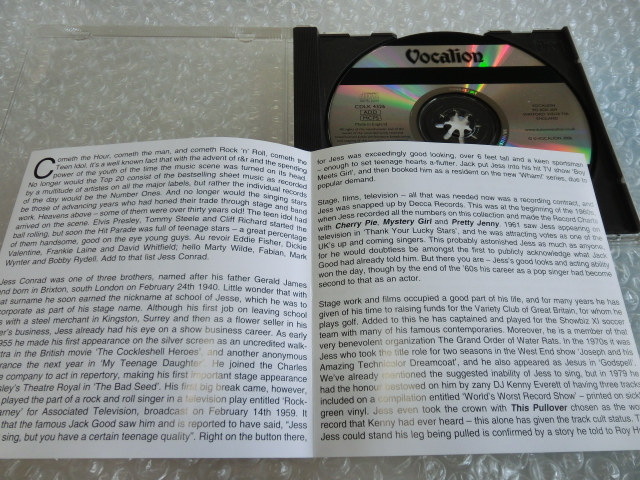 Vocalion
CDLK 4236
ADD
MCPS
Cometh the Hour, cometh the man, and cometh Rock 'n' Roll, cometh the
Teen Idol. It's a well known fact that with the advent of r&r and the spending
power of the youth of the time the music scene was turned on its head.
No longer would the Top 20 consist of the bestselling sheet music as recorded
by a multitude of artistes on all the major labels, but rather the individual records
of the day would be the Number Ones. And no longer would the singing stars
be those of advancing years who had honed their trade through stage and band
work. Heavens above – some of them were over thirty years old! The teen idol had
arrived on the scene. Elvis Presley, Tommy Steele and Cliff Richard started the
ball rolling, but soon the Hit Parade was full of teenage stars – a great percentage
of them handsome, good on the eye young guys. Au revoir Eddie Fisher, Dickie
Valentine, Frankie Laine and David Whitfield; hello Marty Wilde, Fabian, Mark
Wynter and Bobby Rydell. Add to that list Jess Conrad.
Jess Conrad was one of three brothers, named after his father Gerald James
and born in Brixton, south London on February 24th 1940. Little wonder that with
that surname he soon earned the nickname at school of Jesse, which he was to
incorporate as part of his stage name. Although his first job on leaving school
was with a steel merchant in Kingston, Surrey and then as a flower seller in his
er's business, Jess already had his eye on a show business career. As early
955 he made his first appearance on the silver screen as an uncredited walk-
tra in the British movie 'The Cockleshell Heroes', and another anonymous
arance the next year in 'My Teenage Daughter'. He joined the Charles
e company to act in repertory, making his first important stage appearance
sley's Theatre Royal in 'The Bad Seed'. His first big break came, however,
played the part of a rock and roll singer in a television play entitled 'Rock-
arney' for Associated Television, broadcast on February 14th 1959. It
that the famous Jack Good saw him and is reported to have said, "Jess
sing, but you have a certain teenage quality". Right on the button there,
for Jess was exceedingly good looking, over 6 feet tall and a keen sportsman
– enough to set teenage hearts a-flutter. Jack put Jess into his hit TV show 'Boy
Meets Girl', and then booked him as a resident on the new 'Wham!' series, due to
popular demand.
Stage, films, television – all that was now needed was a recording contract, and
Jess was snapped up by Decca Records. This was at the beginning of the 1960s,
when Jess recorded all the numbers on this collection and made the Record Charts
with Cherry Pie, Mystery Girl and Pretty Jenny. 1961 saw Jess appearing on
television in 'Thank Your Lucky Stars', and he was attracting votes as one of the
UK's up and coming singers. This probably astonished Jess as much as anyone,
for he would doubtless be amongst the first to publicly acknowledge what Jack
Good had already told him. But there you are – Jess's good looks and acting ability
won the day, though by the end of the '60s his career as a pop singer had become
second to that as an actor.
Stage work and films occupied a good part of his life, and for many years he has
given of his time to raising funds for the Variety Club of Great Britain, for whom he
plays golf. Added to this he has captained and played for the Showbiz XI soccer
team with many of his famous contemporaries. Moreover, he is a member of that
very benevolent organization The Grand Order of Water Rats. In the 1970s it was
Jess who took the title role for two seasons in the West End show 'Joseph and his
Amazing Technicolor Dreamcoat', and he also appeared as Jesus in 'Godspell'.
We've already mentioned the suggested inability of Jess to sing, but in 1979 he
had the honour bestowed on him by zany DJ Kenny Everett of having three tracks
included on a compilation entitled 'World's Worst Record Show' – printed on sick
green vinyl. Jess even took the crown with This Pullover chosen as the wo
record that Kenny had ever heard – this alone has given the track cult status. T
Jess could stand his leg being pulled is confirmed by a story he told to Roy H